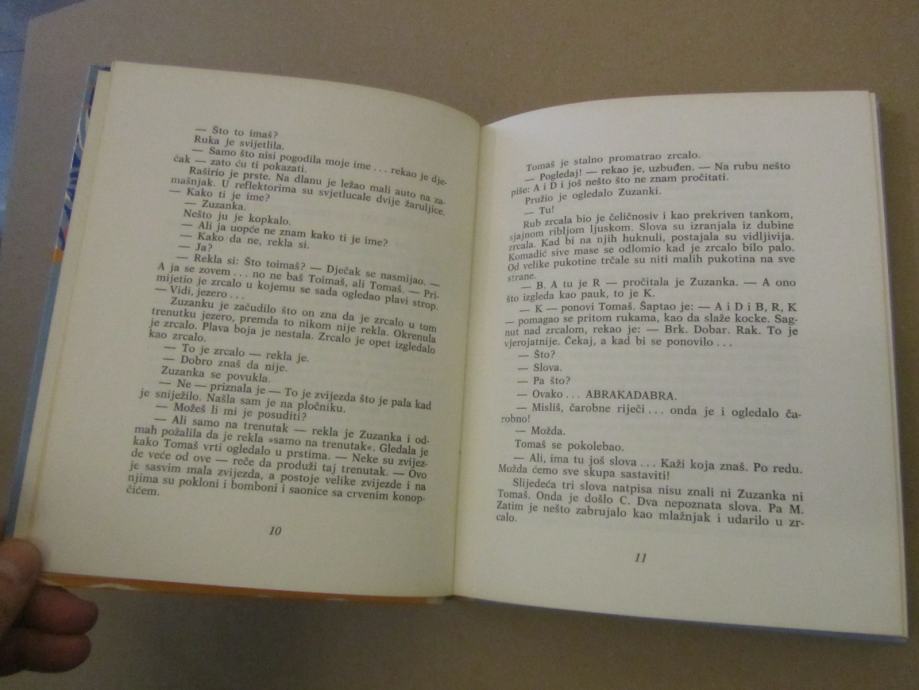 — Što to imaš?
Ruka je svijetlila.
— Samo što nisi pogodila moje ime ... rekao je dje-
čak — zato ću ti pokazati.
Raširio je prste. Na dlanu je ležao mali auto na za-
mašnjak. U reflektorima su svjetlucale dvije žaruljice.
— Kako ti je ime?
— Zuzanka.
Nešto ju je kopkalo.
— Ali ja uopće ne znam kako ti je ime?
— Kako da ne, rekla si.
— Ja?
— Rekla si: Što toimaš? — Dječak se nasmijao. —
A ja se zovem ... no ne baš Toimaš, ali Tomaš. — Pri-
mijetio je zrcalo u kojemu se sada ogledao plavi strop.
— Vidi, jezero ...
Zuzanku je začudilo što on zna da je zrcalo u tom
trenutku jezero, premda to nikom nije rekla. Okrenula
je zrcalo. Plava boja je nestala. Zrcalo je opet izgledalo
kao zrcalo.
— To je zrcalo — rekla je.
— Dobro znaš da nije.
Zuzanka se povukla.
— Ne — priznala je — To je zvijezda što je pala kad
je sniježilo. Našla sam je na pločniku.
— Možeš li mi je posuditi?
— Ali samo na trenutak — rekla je Zuzanka i od-
mah požalila da je rekla »samo na trenutak«. Gledala je
kako Tomaš vrti ogledalo u prstima. — Neke su zvijez-
de veće od ove — reče da produži taj trenutak. — Ovo
je sasvim mala zvijezda, a postoje velike zvijezde i na
njima su pokloni i bomboni i saonice sa crvenim konop-
čićem.
10
Tomaš je stalno promatrao zrcalo.
— Pogledaj! — rekao je, uzbuđen. — Na rubu nešto
piše: A i D i još nešto što ne znam pročitati.
Pružio je ogledalo Zuzanki.
— Tu!
Rub zrcala bio je čeličnosiv i kao prekriven tankom,
sjajnom ribljom ljuskom. Slova su izranjala iz dubine
zrcala. Kad bi na njih huknuli, postajala su vidljivija.
Komadić sive mase se odlomio kad je zrcalo bilo palo.
Od velike pukotine trčale su niti malih pukotina na sve
strane.
— B. A tu je R — pročitala je Zuzanka. — A ono
što izgleda kao pauk, to je K.
— K — ponovi Tomaš. Šaptao je: — A i D i B, R, K
— pomagao se pritom rukama, kao da slaže kocke. Sag-
nut nad zrcalom, rekao je: — Brk. Dobar. Rak. To je
vjerojatnije. Čekaj, a kad bi se ponovilo ...
— Što?
— Slova.
— Pa što?
— Ovako ... ABRAKADABRA.
— Misliš, čarobne riječi ... onda je i ogledalo ča-
robno!
— Možda.
Tomaš se pokolebao.
— Ali, ima tu još slova ... Kaži koja znaš. Po redu.
Možda ćemo sve skupa sastaviti!
Slijedeća tri slova natpisa nisu znali ni Zuzanka ni
Tomaš. Onda je došlo C. Dva nepoznata slova. Pa M.
Zatim je nešto zabrujalo kao mlažnjak i udarilo u zr-
calo.
11